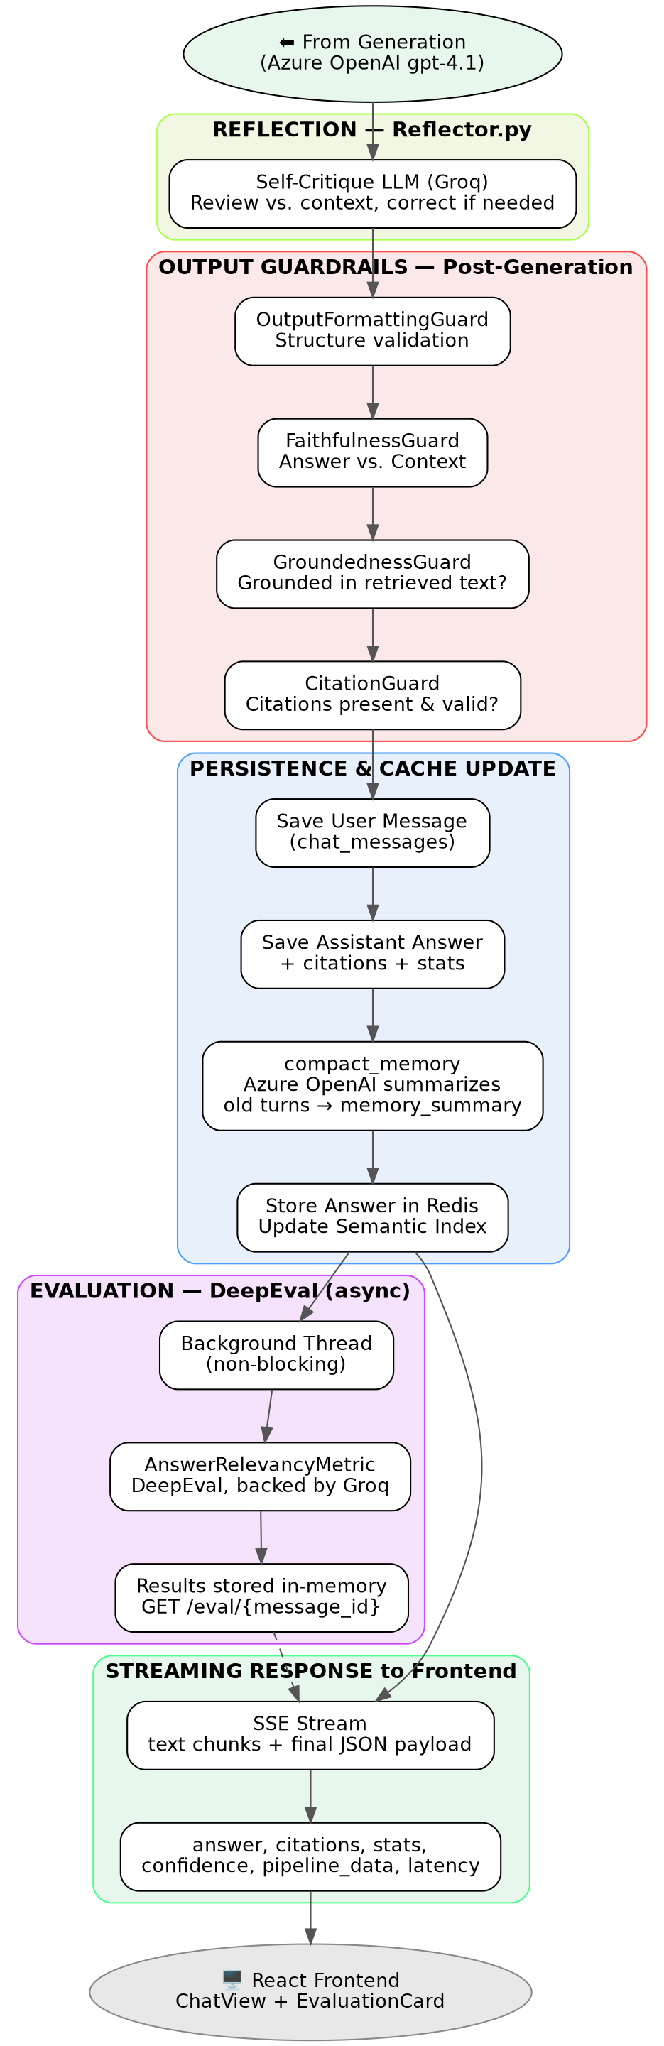 ⬅ From Generation
(Azure OpenAI gpt-4.1)
REFLECTION — Reflector.py
Self-Critique LLM (Groq)
Review vs. context, correct if needed
OUTPUT GUARDRAILS — Post-Generation
OutputFormattingGuard
Structure validation
FaithfulnessGuard
Answer vs. Context
GroundednessGuard
Grounded in retrieved text?
CitationGuard
Citations present & valid?
PERSISTENCE & CACHE UPDATE
Save User Message
(chat_messages)
Save Assistant Answer
+ citations + stats
compact_memory
Azure OpenAI summarizes
old turns → memory_summary
Store Answer in Redis
Update Semantic Index
EVALUATION — DeepEval (async)
Background Thread
(non-blocking)
AnswerRelevancyMetric
DeepEval, backed by Groq
Results stored in-memory
GET /eval/{message_id}
STREAMING RESPONSE to Frontend
SSE Stream
text chunks + final JSON payload
answer, citations, stats,
confidence, pipeline_data, latency
🖥️ React Frontend
ChatView + EvaluationCard